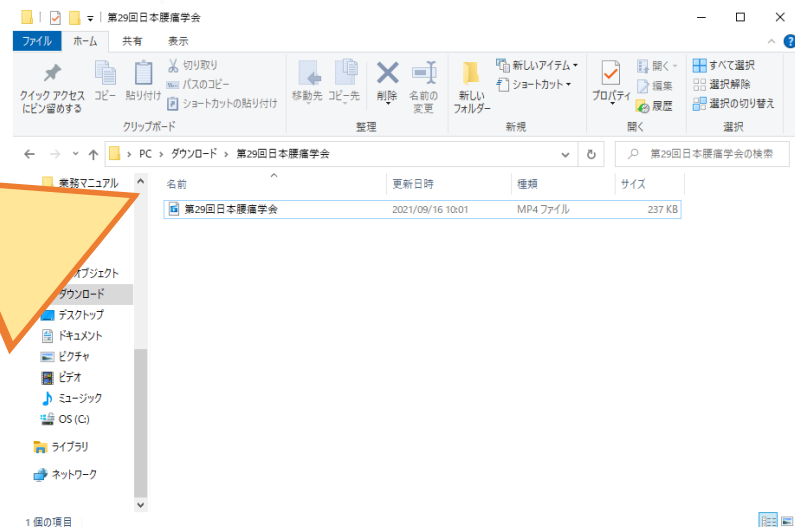 第29回日本腰痛学会
ファイル ホーム 共有 表示
クイック アクセス
にピン留めする
コピー
貼り付け
切り取り
パスのコピー
ショートカットの貼り付け
クリップボード
移動先
コピー先
削除
名前の
変更
整理
新しい
フォルダー
新しいアイテム
ショートカット
新規
プロパティ
開く
編集
履歴
開く
すべて選択
選択解除
選択の切り替え
選択
PC › ダウンロード › 第29回日本腰痛学会
第29回日本腰痛学会の検索
名前 更新日時 種類 サイズ
第29回日本腰痛学会 2021/09/16 10:01 MP4 ファイル 237 KB
業務マニュアル
オブジェクト
ダウンロード
デスクトップ
ドキュメント
ピクチャ
ビデオ
ミュージック
OS (C:)
ライブラリ
ネットワーク
1 個の項目